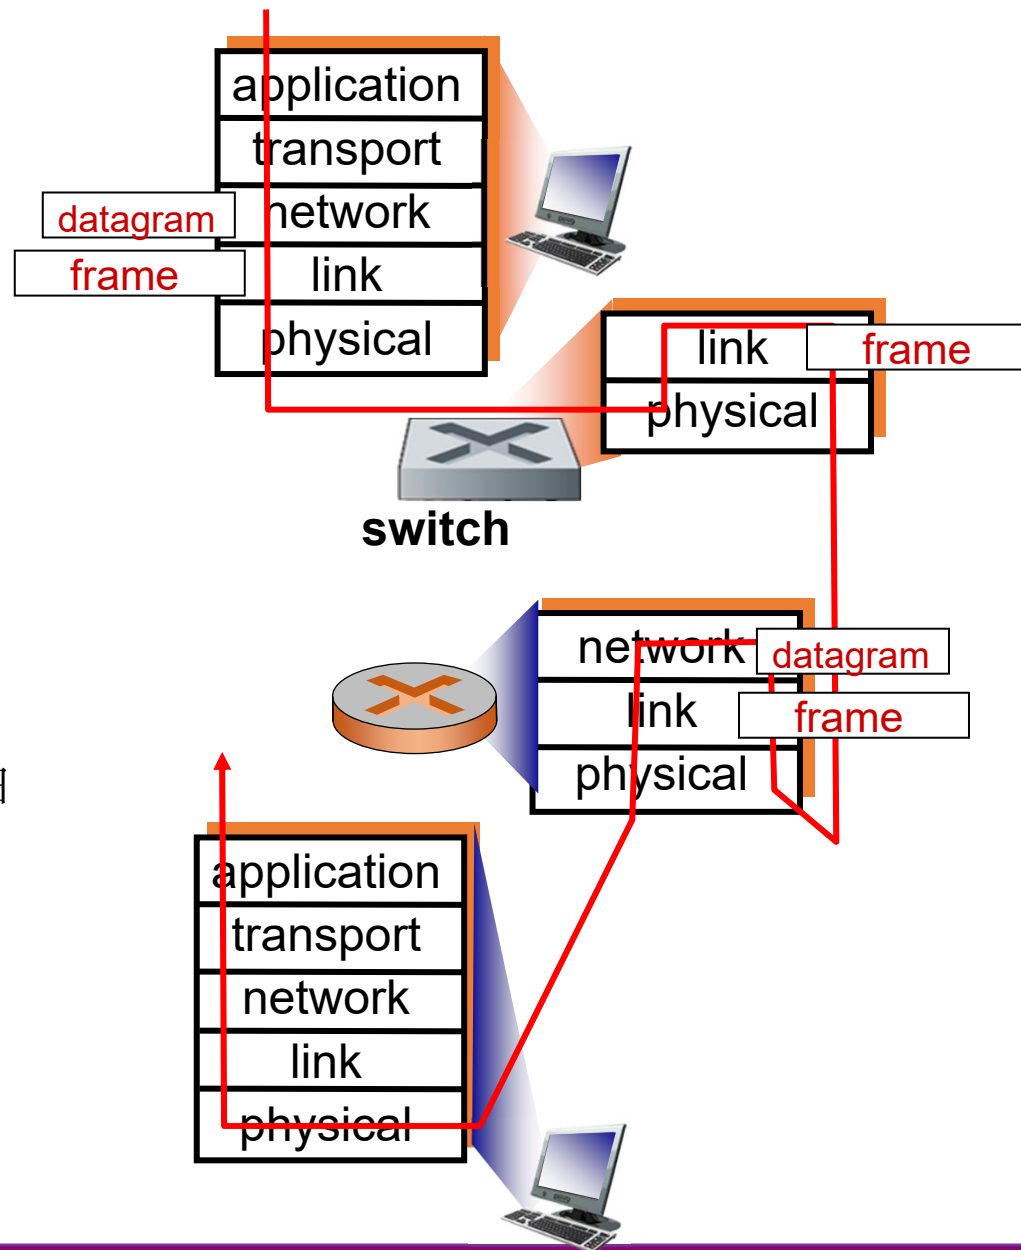 application
transport
datagram
network
frame
link
physical
link
frame
physical
switch
network
datagram
link
frame
physical
application
transport
network
link
physical